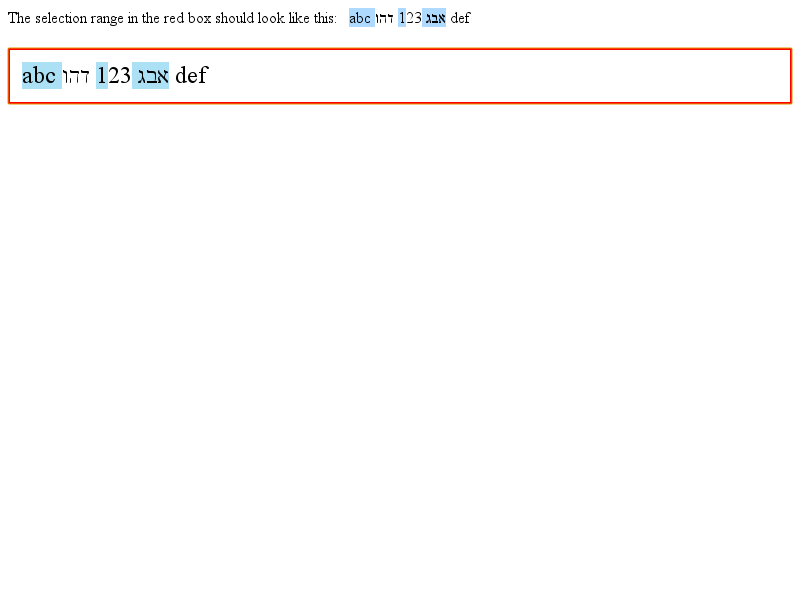 The selection range in the red box should look like this: abc אבג 123 דהו def
abc אבג 123 דהו def